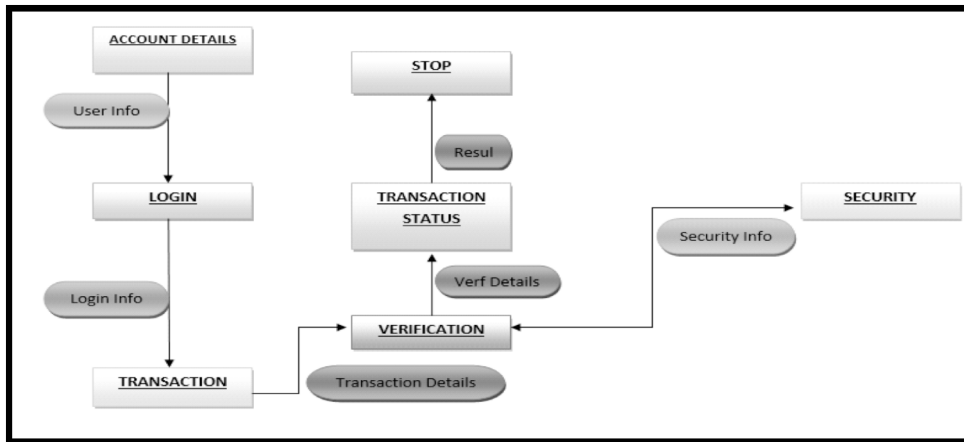 ACCOUNT DETAILS
User Info
LOGIN
Login Info
TRANSACTION
Transaction Details
VERIFICATION
Verf Details
TRANSACTION
STATUS
Resul
STOP
Security Info
SECURITY